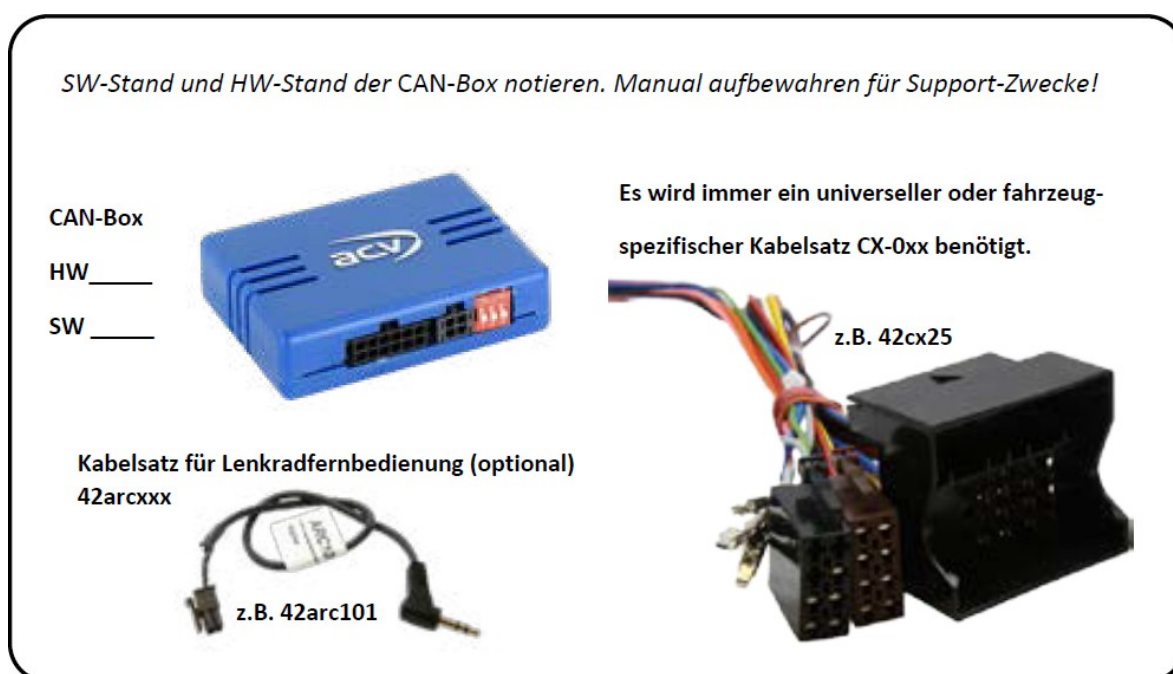 SW-Stand und HW-Stand der CAN-Box notieren. Manual aufbewahren für Support-Zwecke!
CAN-Box
HW_____
SW _____
acv
Es wird immer ein universeller oder fahrzeug-
spezifischer Kabelsatz CX-0xx benötigt.
z.B. 42cx25
Kabelsatz für Lenkradfernbedienung (optional)
42arcxxx
z.B. 42arc101